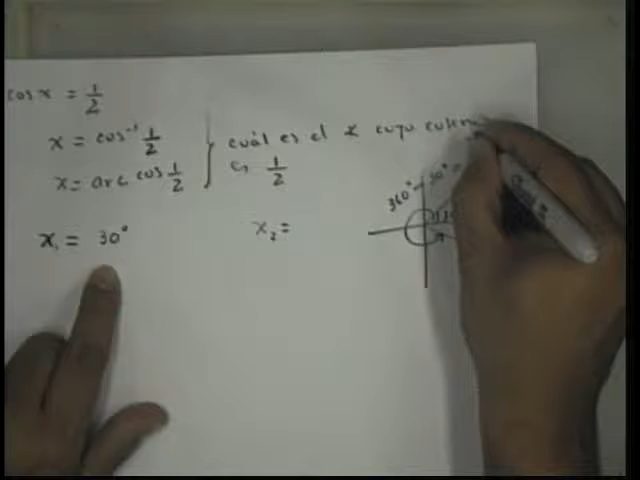 cos x = 1/2
x = cos⁻¹ 1/2
x = arc cos 1/2
cuál es el x cuyo
es 1/2
x₁ = 30°
x₂ =
360°